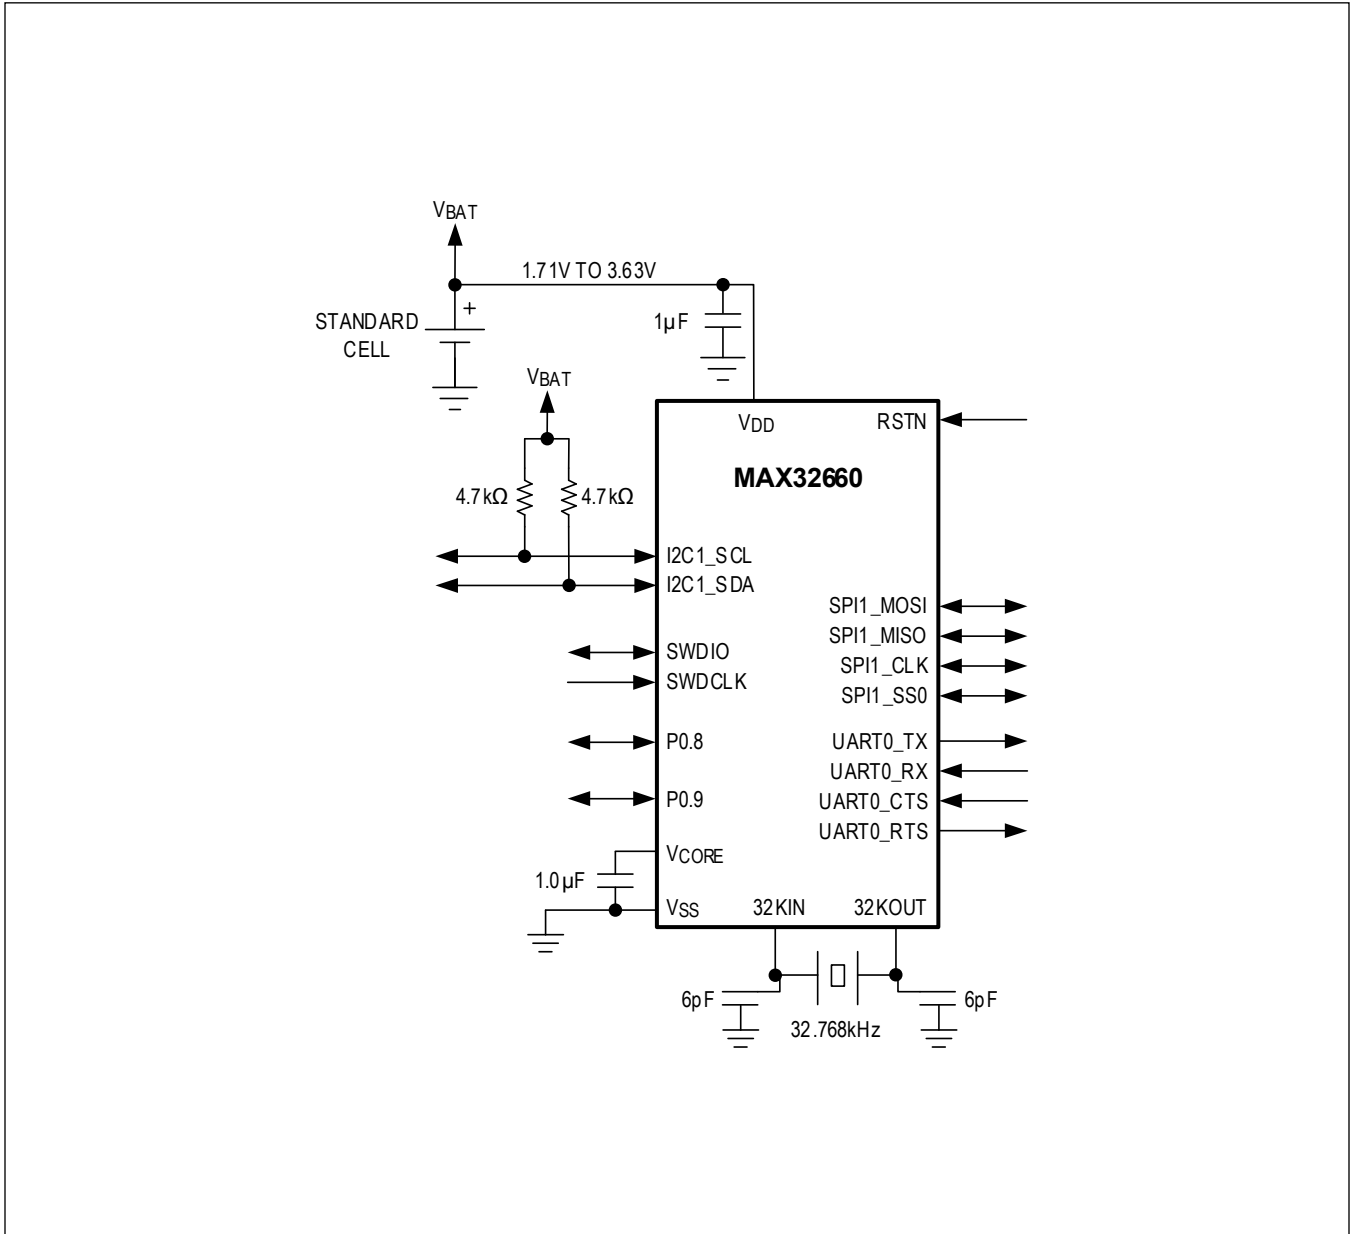 VBAT
1.71V TO 3.63V
+
STANDARD
CELL
1µF
VBAT
VDD
RSTN
MAX32660
4.7kΩ
4.7kΩ
I2C1_SCL
I2C1_SDA
SPI1_MOSI
SPI1_MISO
SWDIO
SPI1_CLK
SWDCLK
SPI1_SS0
P0.8
UART0_TX
UART0_RX
P0.9
UART0_CTS
UART0_RTS
VCORE
1.0µF
VSS
32KIN
32KOUT
6pF
6pF
32.768kHz